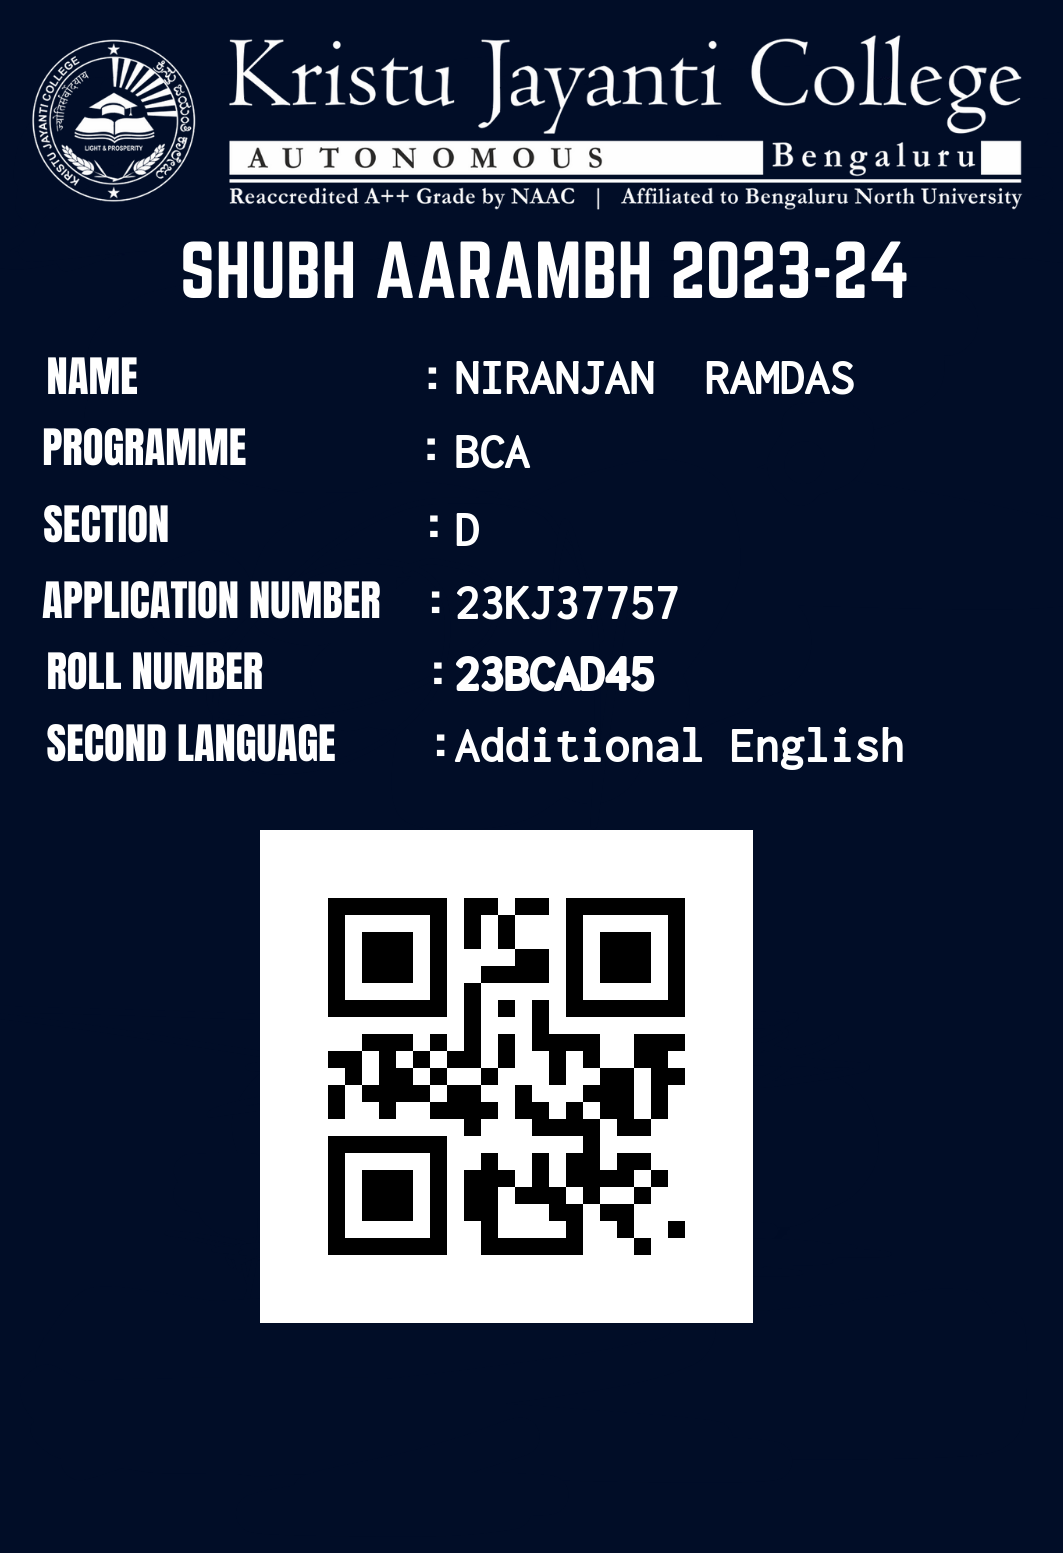 KRISTU JAYANTI COLLEGE
ಕ್ರಿಸ್ತು ಜಯಂತಿ ಕಾಲೇಜು
LIGHT & PROSPERITY
Kristu Jayanti College
AUTONOMOUS Bengaluru
Reaccredited A++ Grade by NAAC | Affiliated to Bengaluru North University
SHUBH AARAMBH 2023-24
NAME : NIRANJAN RAMDAS
PROGRAMME : BCA
SECTION : D
APPLICATION NUMBER : 23KJ37757
ROLL NUMBER : 23BCAD45
SECOND LANGUAGE : Additional English